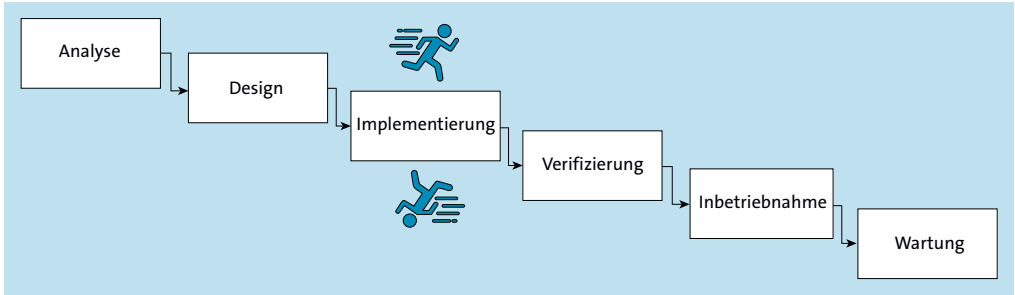 Analyse
Design
Implementierung
Verifizierung
Inbetriebnahme
Wartung